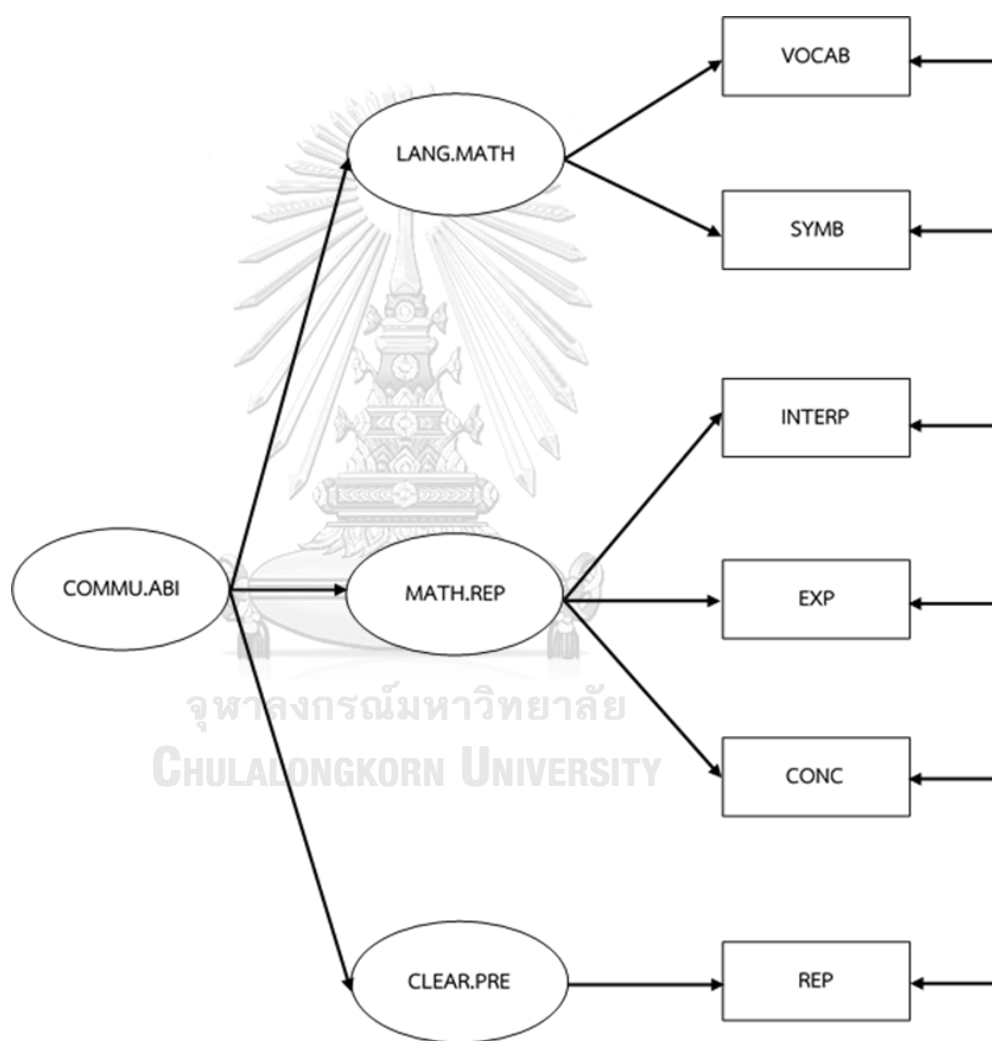 VOCAB
LANG.MATH
SYMB
INTERP
COMMU.ABI
MATH.REP
EXP
จุฬาลงกรณ์มหาวิทยาลัย
CHULALONGKORN UNIVERSITY
CONC
CLEAR.PRE
REP